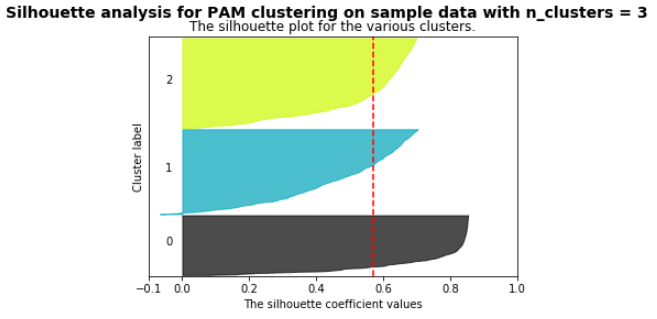 Silhouette analysis for PAM clustering on sample data with n_clusters = 3
The silhouette plot for the various clusters.
Cluster label
2
1
0
−0.1 0.0 0.2 0.4 0.6 0.8 1.0
The silhouette coefficient values